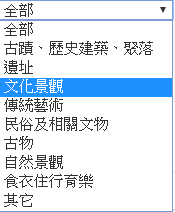 全部
全部
古蹟、歷史建築、聚落
遺址
文化景觀
傳統藝術
民俗及相關文物
古物
自然景觀
食衣住行育樂
其它